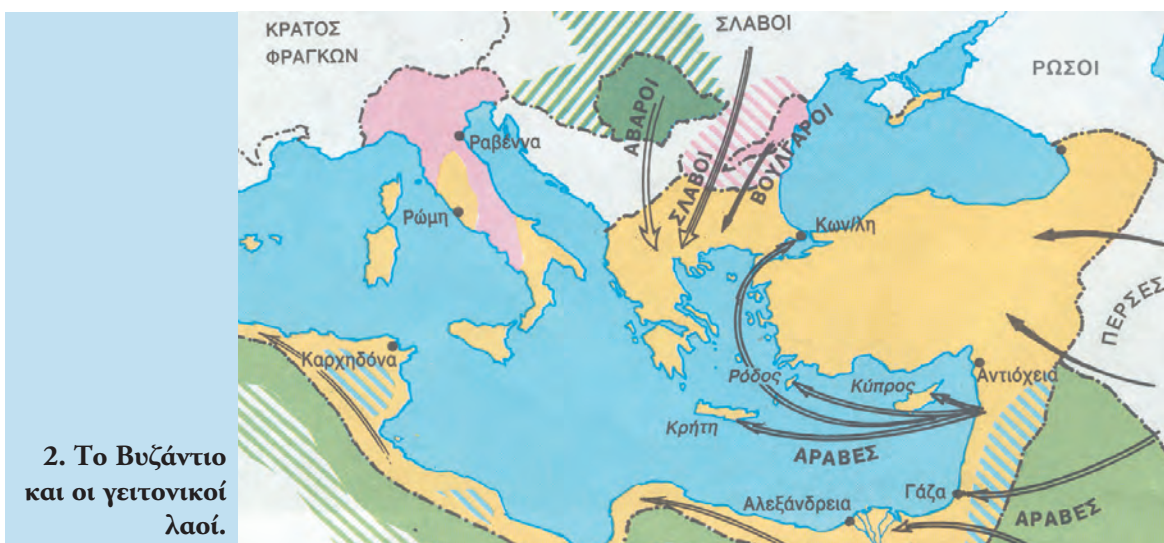 ΚΡΑΤΟΣ
ΦΡΑΓΚΩΝ
ΣΛΑΒΟΙ
ΡΩΣΟΙ
ΑΒΑΡΟΙ
ΣΛΑΒΟΙ
ΒΟΥΛΓΑΡΟΙ
Ραβέννα
Ρώμη
Κων/λη
ΠΕΡΣΕΣ
Καρχηδόνα
Ρόδος
Κύπρος
Αντιόχεια
Κρήτη
ΑΡΑΒΕΣ
Αλεξάνδρεια
Γάζα
ΑΡΑΒΕΣ
2. Το Βυζάντιο
και οι γειτονικοί
λαοί.